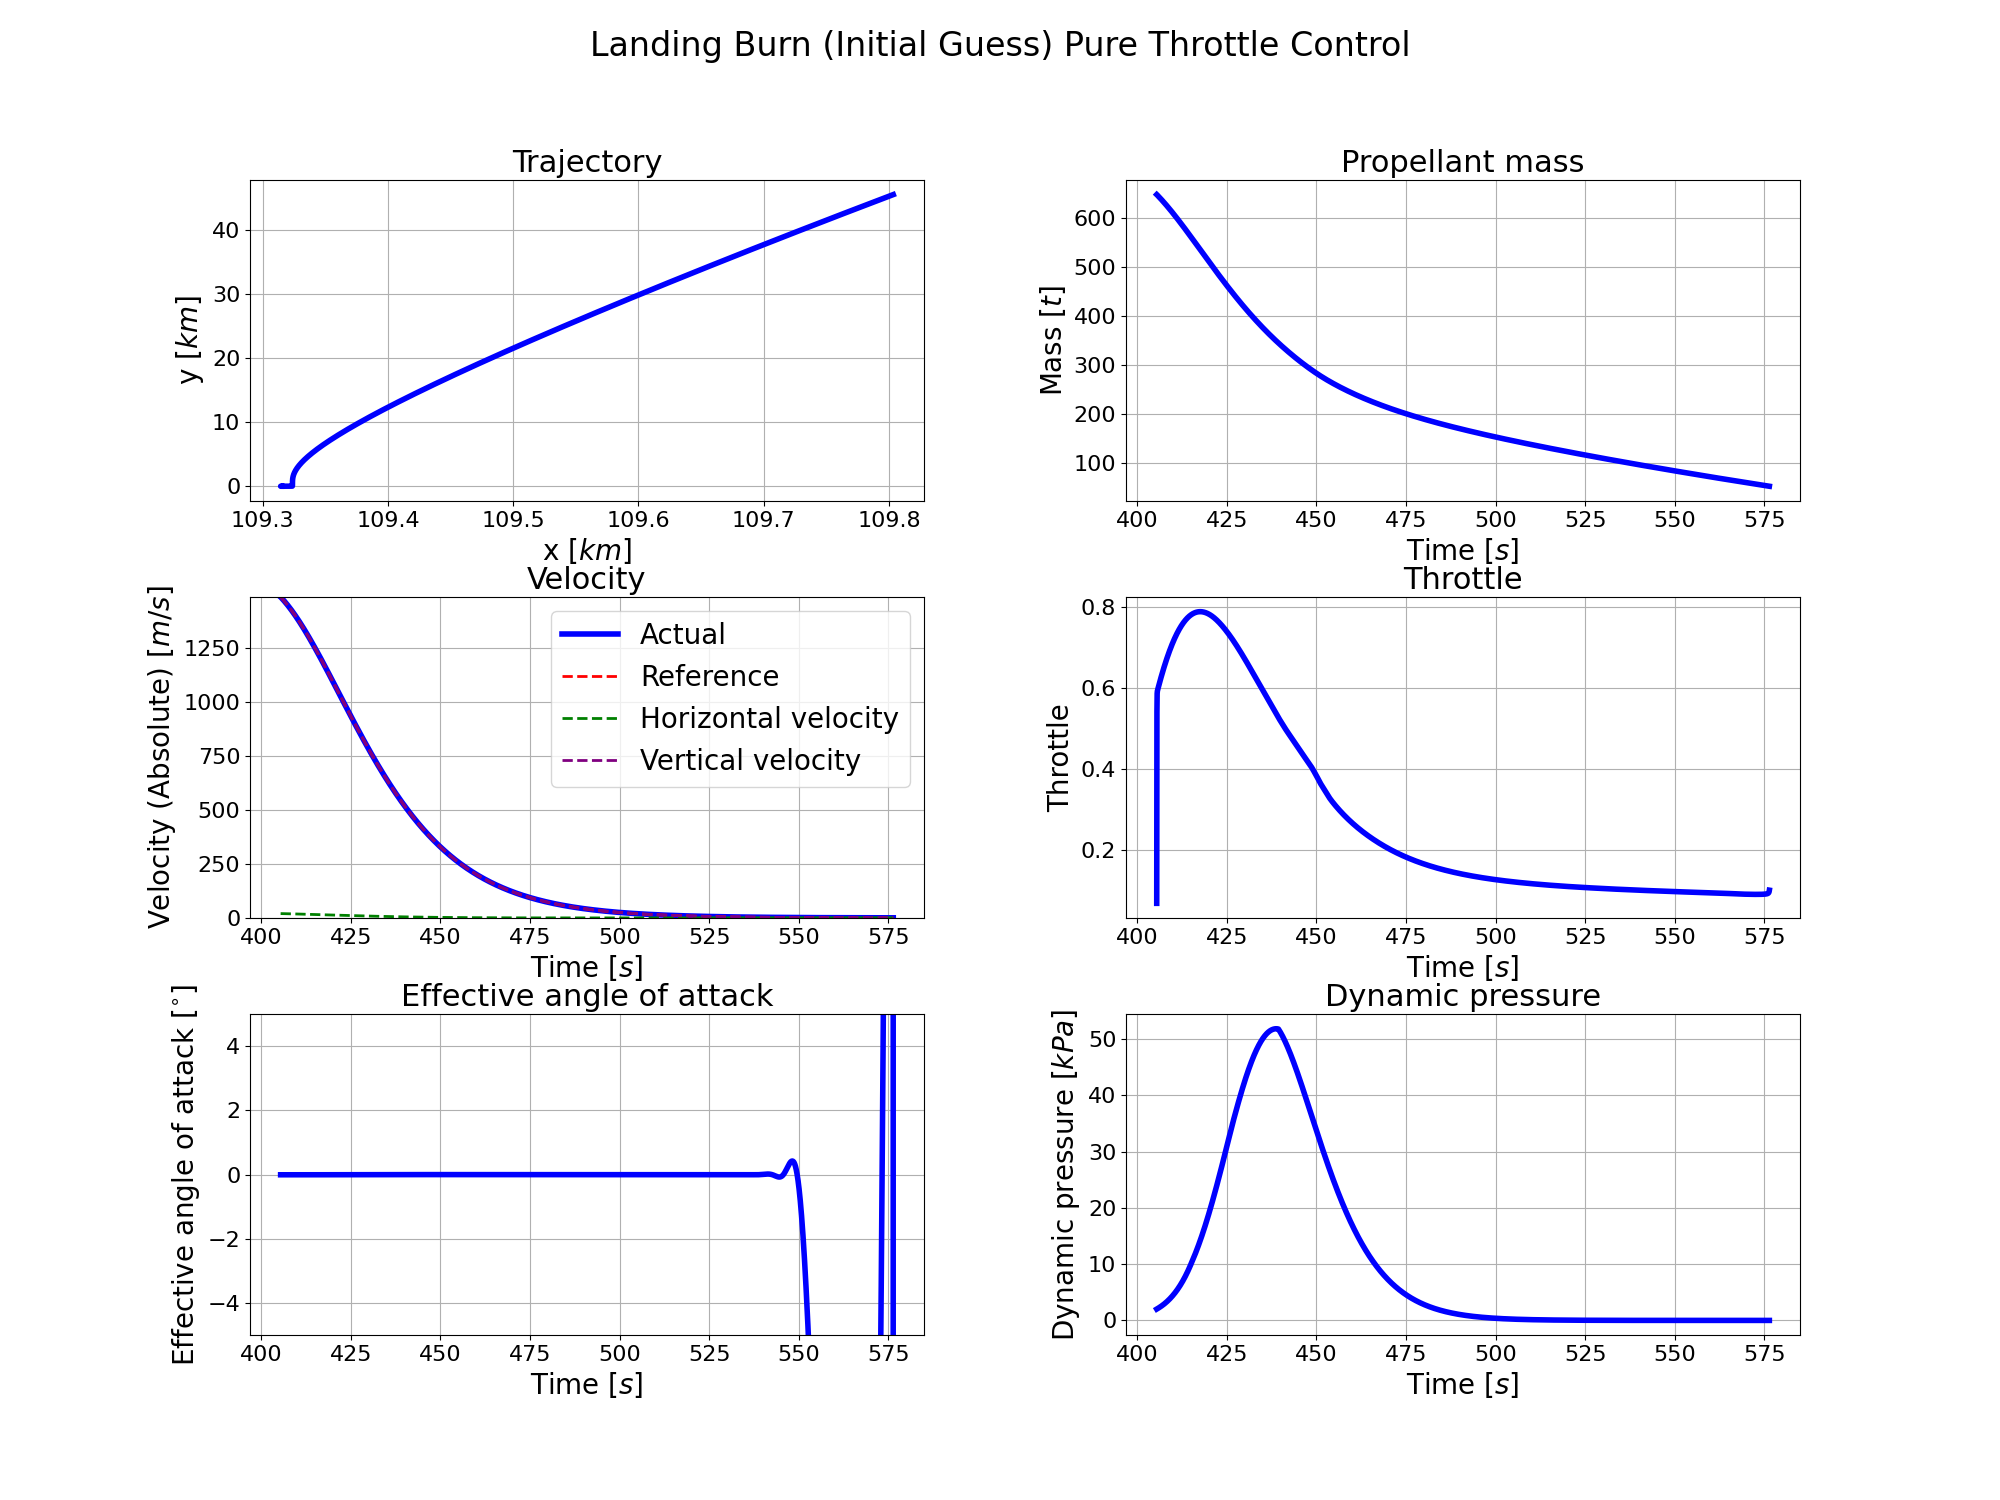 Landing Burn (Initial Guess) Pure Throttle Control
Trajectory
y [km]
40
30
20
10
0
109.3 109.4 109.5 109.6 109.7 109.8
x [km]
Propellant mass
Mass [t]
600
500
400
300
200
100
400 425 450 475 500 525 550 575
Time [s]
Velocity
Velocity (Absolute) [m/s]
1250
1000
750
500
250
0
Actual
Reference
Horizontal velocity
Vertical velocity
400 425 450 475 500 525 550 575
Time [s]
Throttle
Throttle
0.8
0.6
0.4
0.2
400 425 450 475 500 525 550 575
Time [s]
Effective angle of attack
Effective angle of attack [°]
4
2
0
−2
−4
400 425 450 475 500 525 550 575
Time [s]
Dynamic pressure
Dynamic pressure [kPa]
50
40
30
20
10
0
400 425 450 475 500 525 550 575
Time [s]